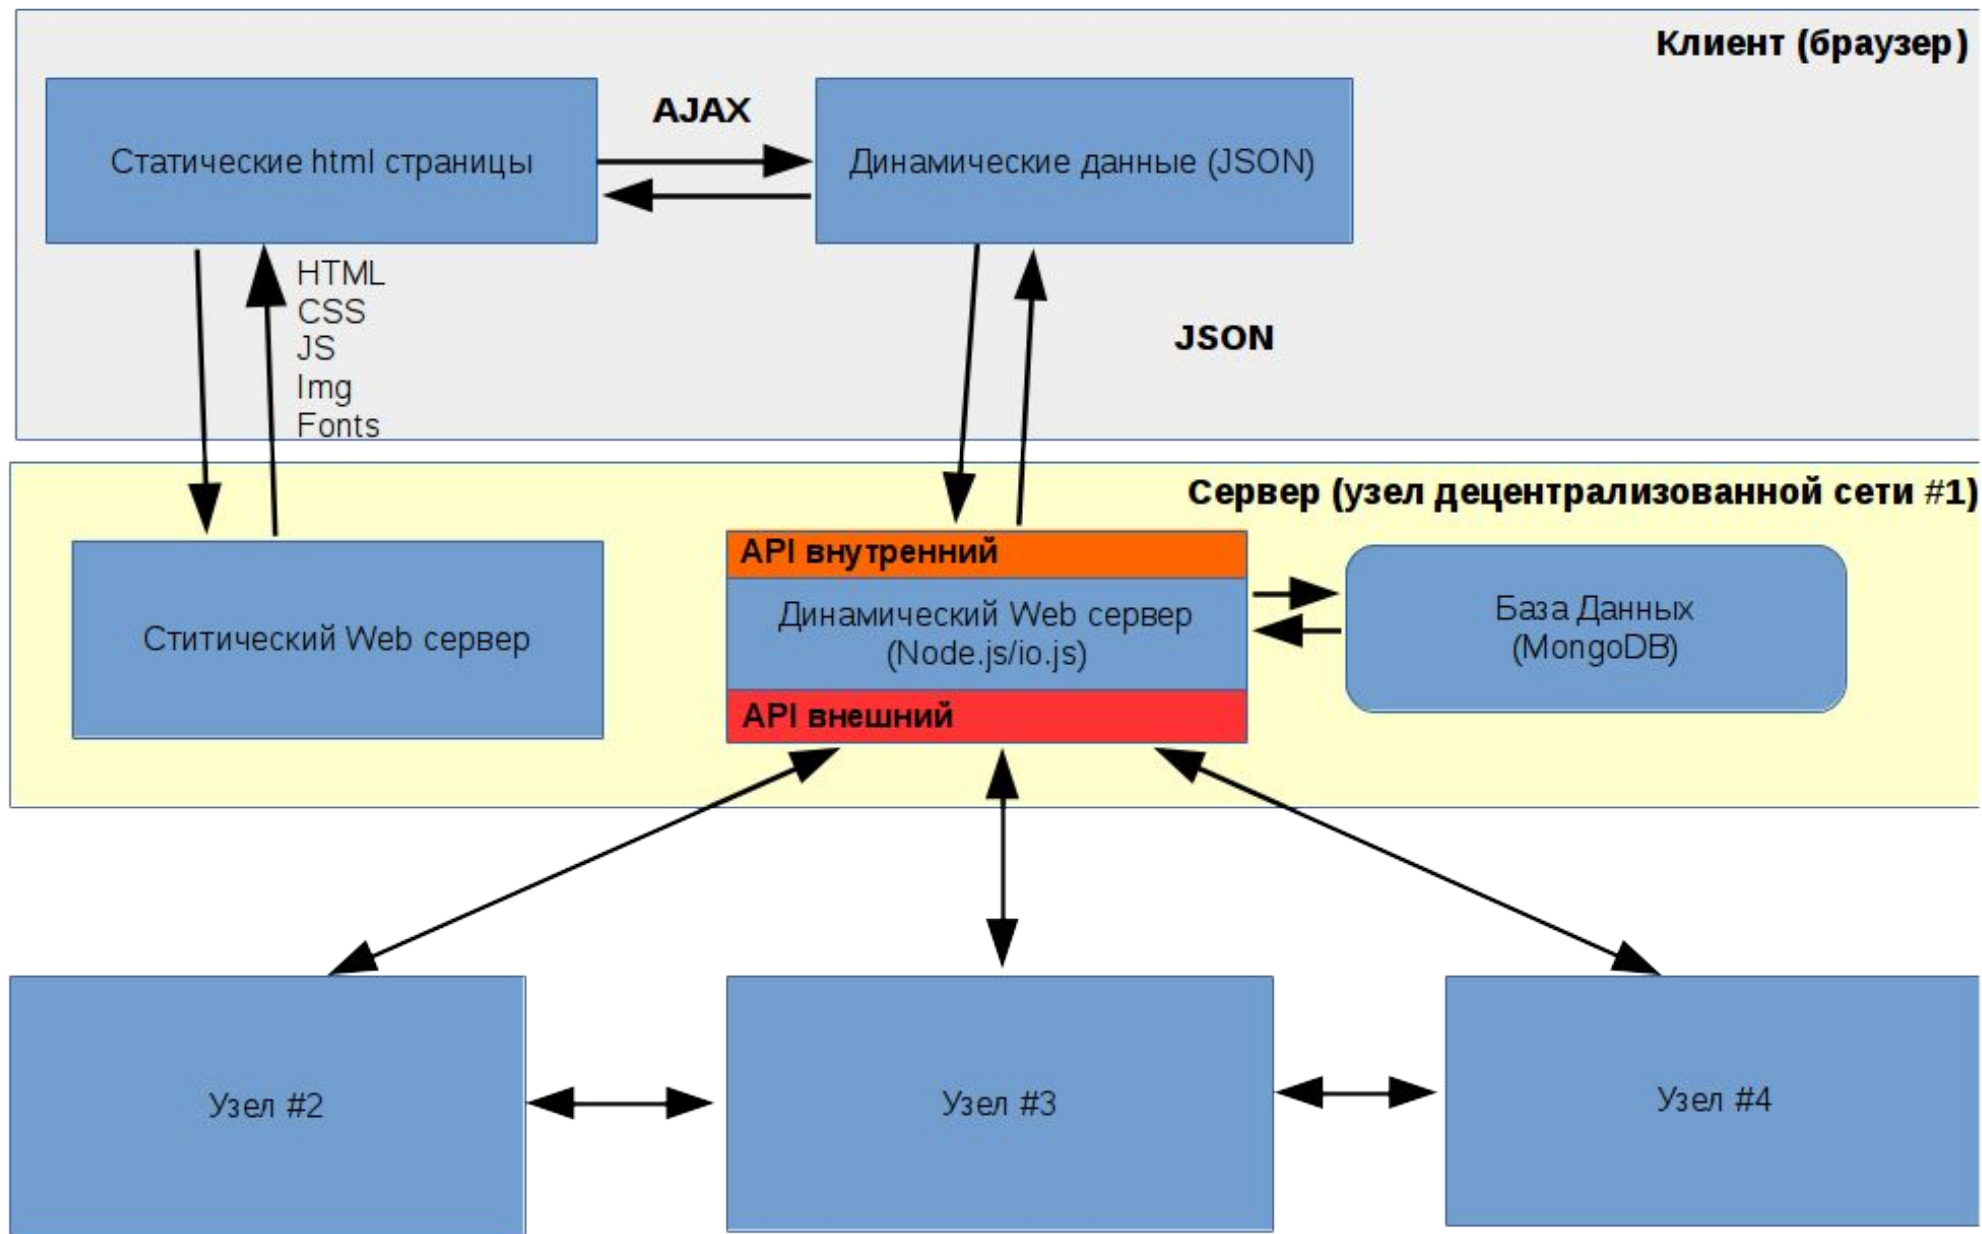 Клиент (браузер)
AJAX
Статические html страницы
Динамические данные (JSON)
HTML
CSS
JS
Img
Fonts
JSON
Сервер (узел децентрализованной сети #1)
API внутренний
Динамический Web сервер
(Node.js/io.js)
API внешний
Ститический Web сервер
База Данных
(MongoDB)
Узел #2
Узел #3
Узел #4